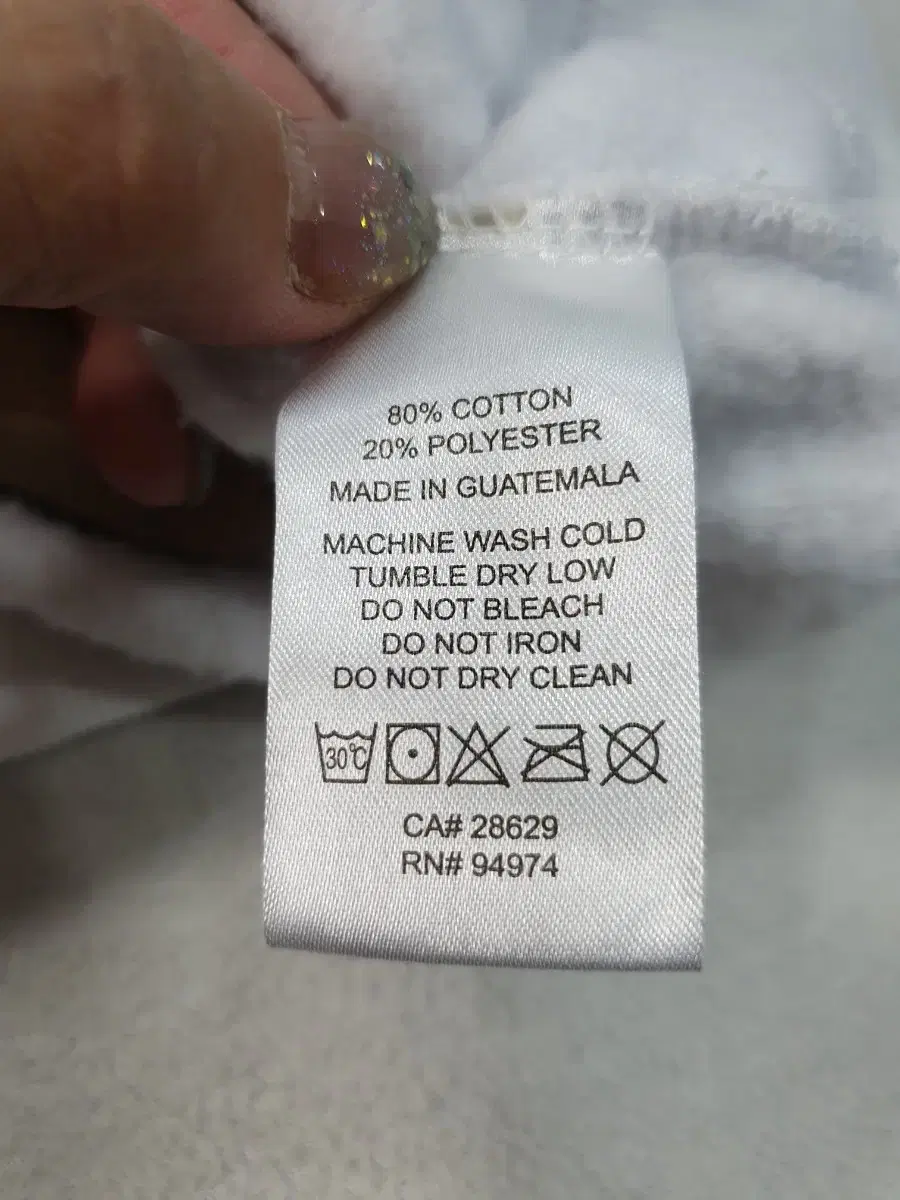 80% COTTON
20% POLYESTER
MADE IN GUATEMALA
MACHINE WASH COLD
TUMBLE DRY LOW
DO NOT BLEACH
DO NOT IRON
DO NOT DRY CLEAN
30°C
CA# 28629
RN# 94974